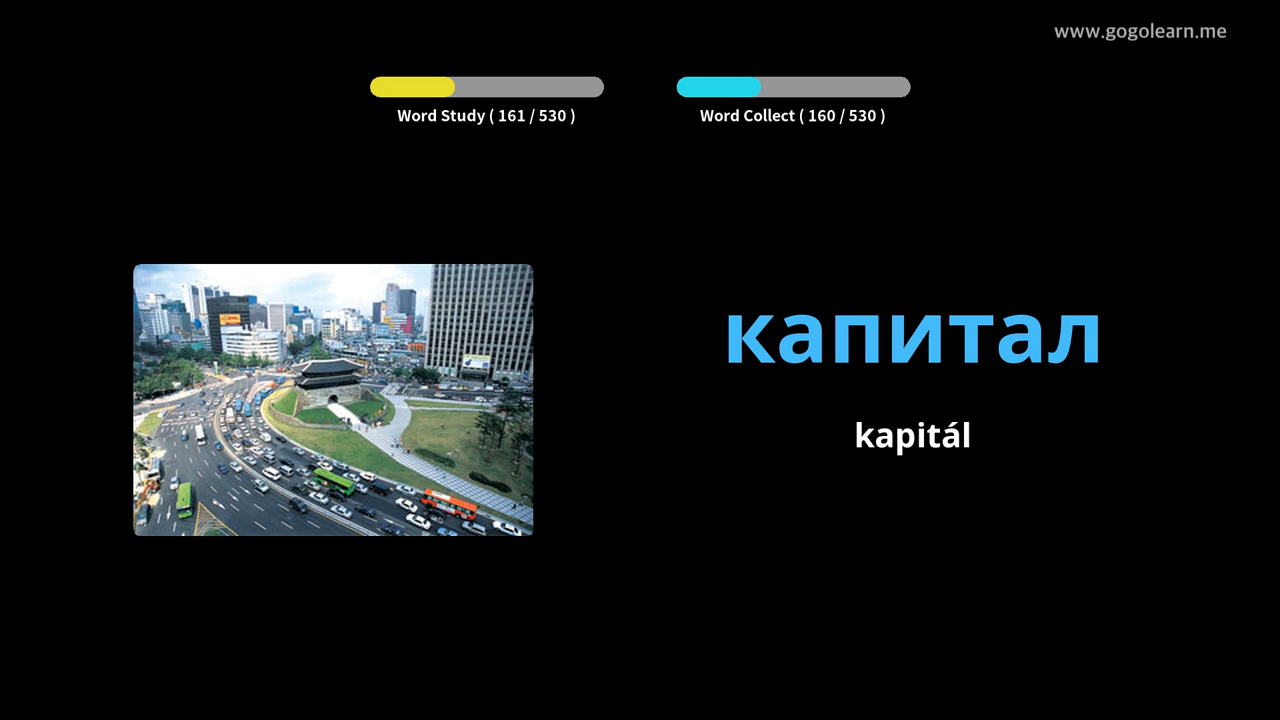 www.gogolearn.me
Word Study ( 161 / 530 )
Word Collect ( 160 / 530 )
капитал
kapitál